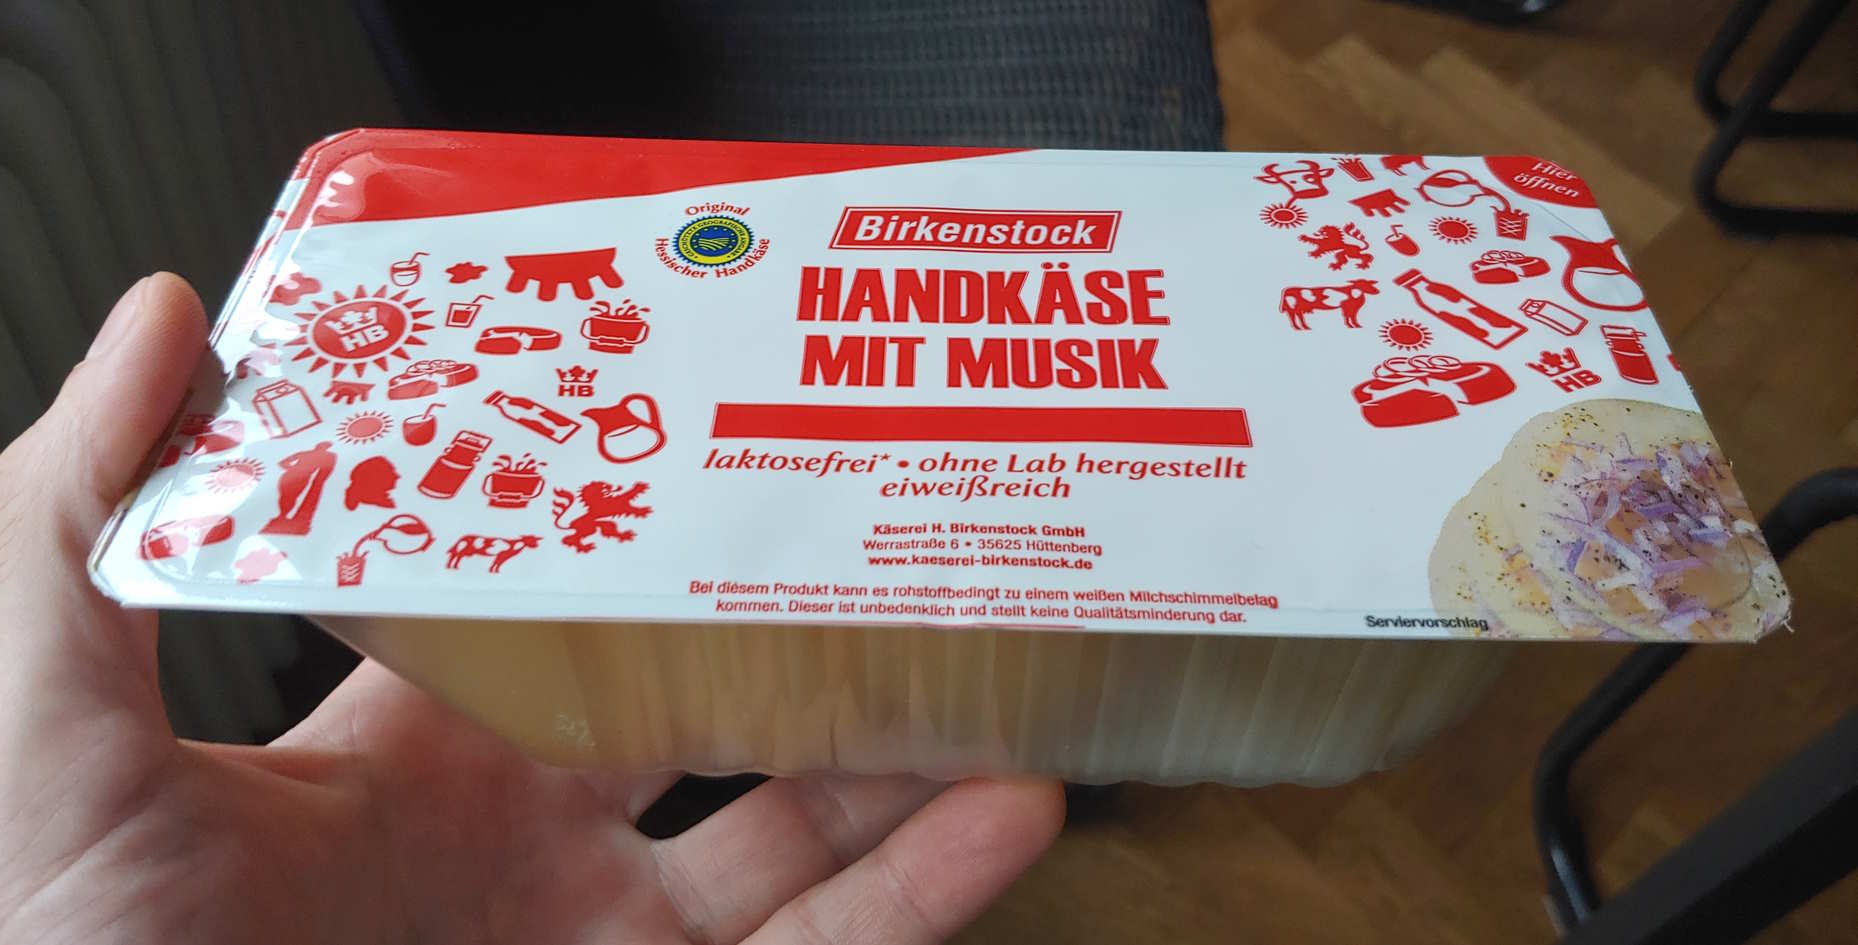 Hier
öffnen
Original
Hessischer Handkäse
Birkenstock
HANDKÄSE
MIT MUSIK
HB
HB
HB
laktosefrei* • ohne Lab hergestellt
eiweißreich
Käserei H. Birkenstock GmbH
Werrastraße 6 • 35625 Hüttenberg
www.kaeserei-birkenstock.de
Bei diesem Produkt kann es rohstoffbedingt zu einem weißen Milchschimmelbelag
kommen. Dieser ist unbedenklich und stellt keine Qualitätsminderung dar.
Serviervorschlag